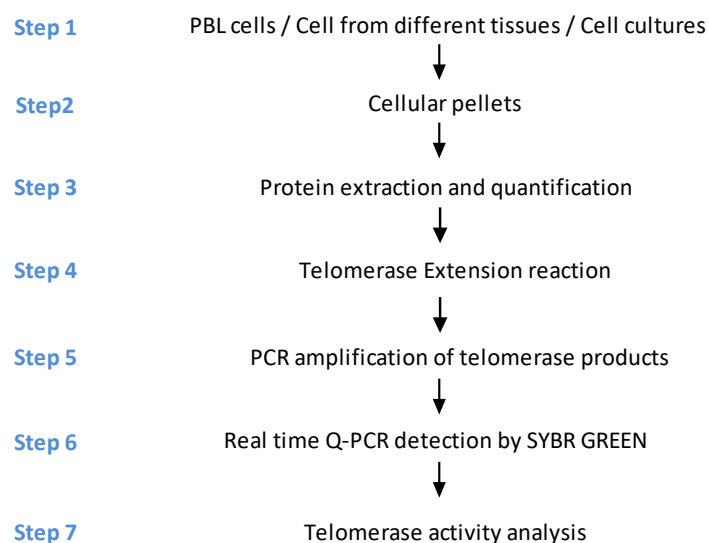 Step 1 PBL cells / Cell from different tissues / Cell cultures
Step2 Cellular pellets
Step 3 Protein extraction and quantification
Step 4 Telomerase Extension reaction
Step 5 PCR amplification of telomerase products
Step 6 Real time Q-PCR detection by SYBR GREEN
Step 7 Telomerase activity analysis